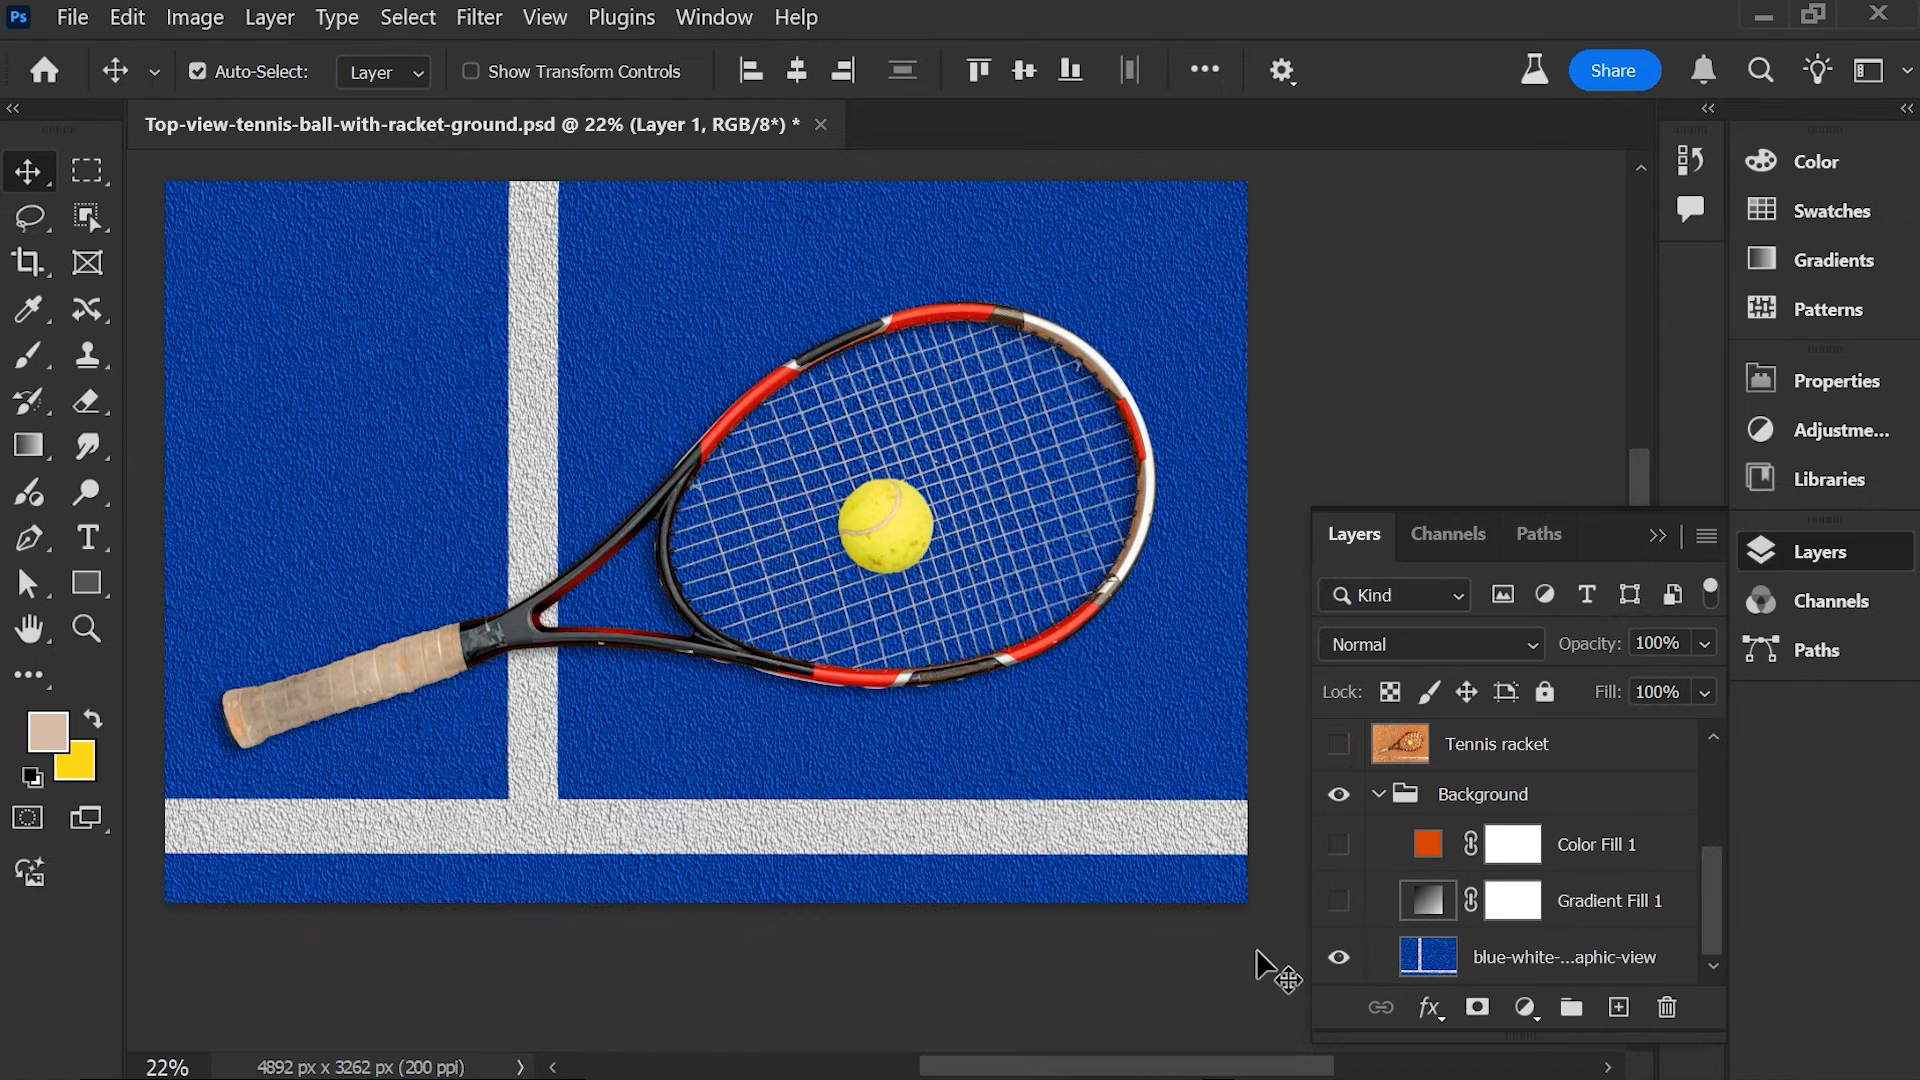 Ps File Edit Image Layer Type Select Filter View Plugins Window Help
Auto-Select: Layer Show Transform Controls Share
Top-view-tennis-ball-with-racket-ground.psd @ 22% (Layer 1, RGB/8*) *
Color
Swatches
Gradients
Patterns
Properties
Adjustme...
Libraries
Layers
Channels
Paths
Layers Channels Paths
Kind
Normal Opacity: 100%
Lock: Fill: 100%
Tennis racket
Background
Color Fill 1
Gradient Fill 1
blue-white-...aphic-view
fx
22% 4892 px x 3262 px (200 ppi)